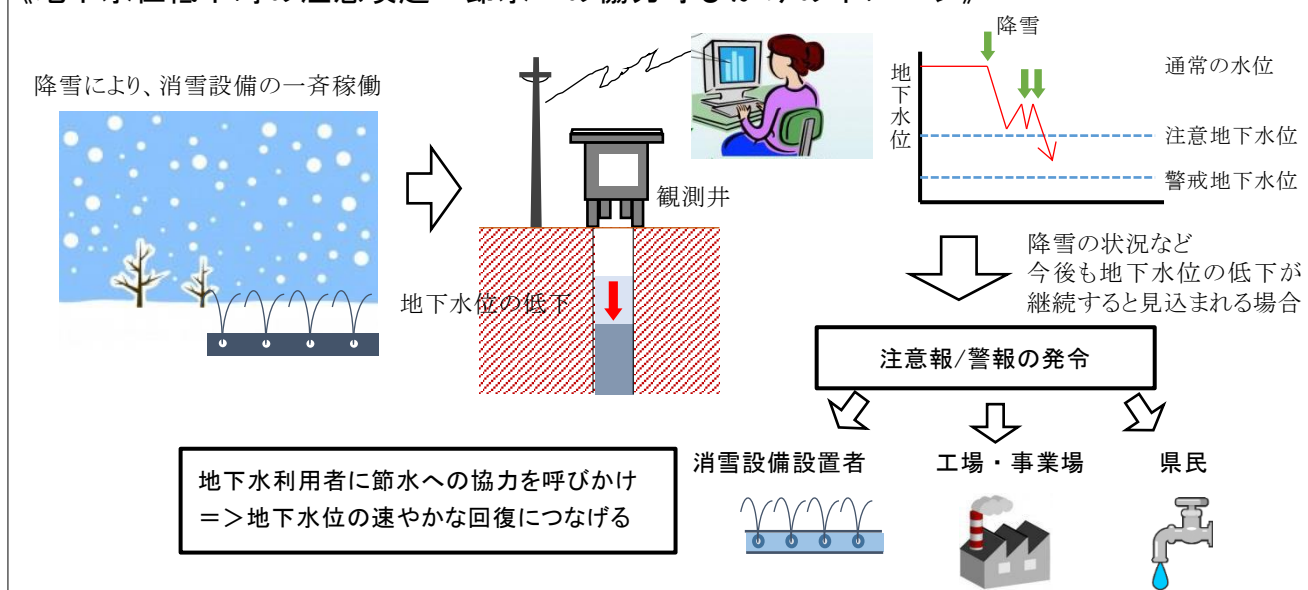 降雪により、消雪設備の一斉稼働
観測井
地下水位の低下
降雪
地下水位
通常の水位
注意地下水位
警戒地下水位
降雪の状況など
今後も地下水位の低下が
継続すると見込まれる場合
注意報/警報の発令
消雪設備設置者
工場・事業場
県民
地下水利用者に節水への協力を呼びかけ
=>地下水位の速やかな回復につなげる